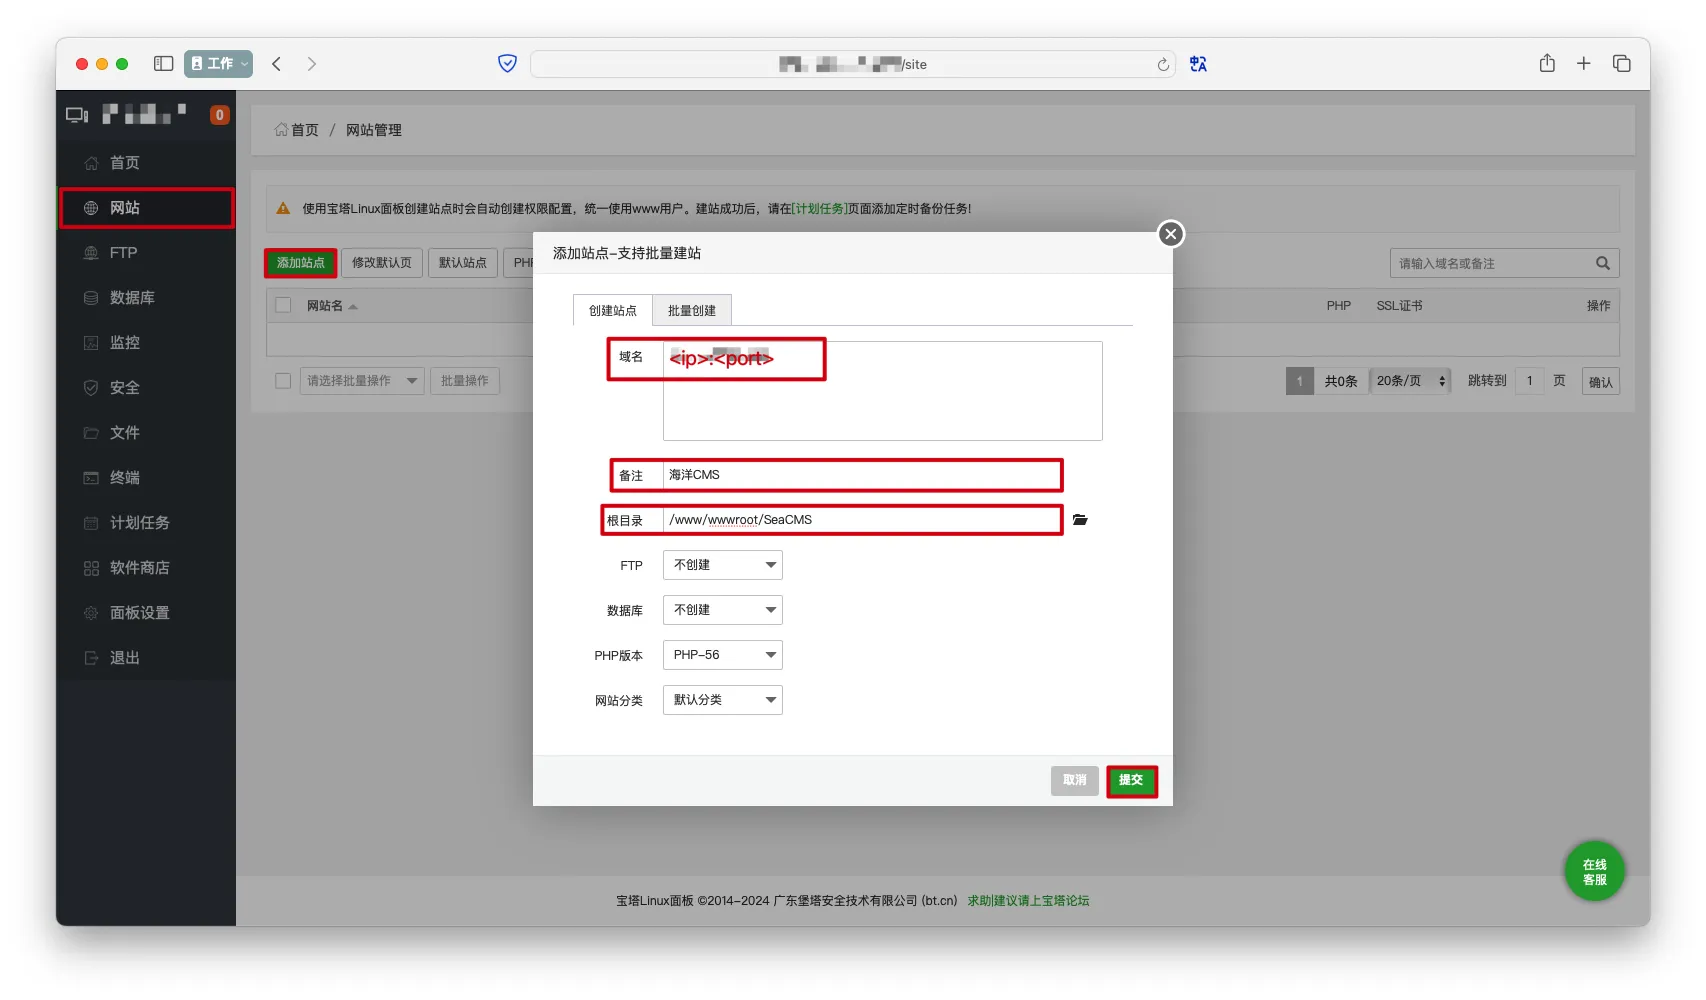 工作
/site
0
首页
网站
FTP
数据库
监控
安全
文件
终端
计划任务
软件商店
面板设置
退出
首页 / 网站管理
使用宝塔Linux面板创建站点时会自动创建权限配置，统一使用www用户。建站成功后，请在[计划任务]页面添加定时备份任务!
添加站点 修改默认页 默认站点 PHP
请输入域名或备注
网站名 PHP SSL证书 操作
请选择批量操作 批量操作
1 共0条 20条/页 跳转到 1 页 确认
添加站点-支持批量建站
创建站点 批量创建
域名 <ip>:<port>
备注 海洋CMS
根目录 /www/wwwroot/SeaCMS
FTP 不创建
数据库 不创建
PHP版本 PHP-56
网站分类 默认分类
取消 提交
在线
客服
宝塔Linux面板 ©2014-2024 广东堡塔安全技术有限公司 (bt.cn) 求助|建议请上宝塔论坛